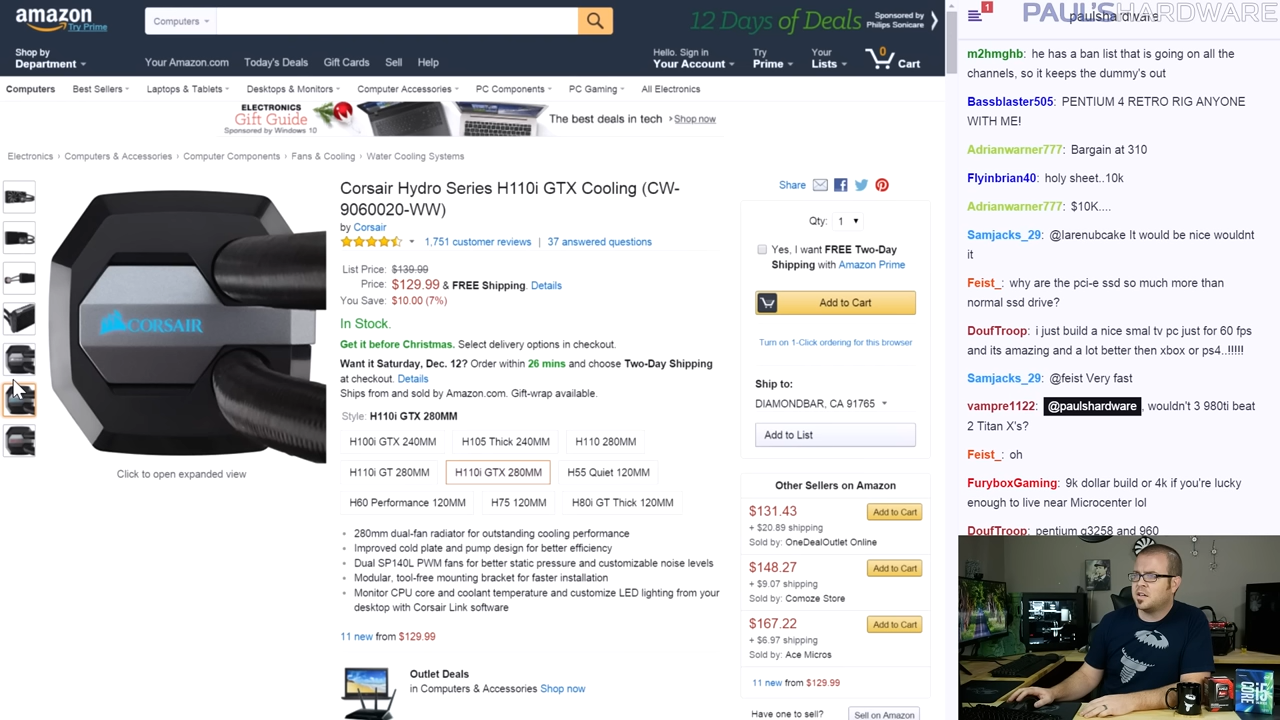 amazon
Try Prime
Computers
12 Days of Deals
Sponsored by
Philips Sonicare
Shop by
Department
Your Amazon.com
Today's Deals
Gift Cards
Sell
Help
Hello. Sign in
Your Account
Try
Prime
Your
Lists
0
Cart
Computers
Best Sellers
Laptops & Tablets
Desktops & Monitors
Computer Accessories
PC Components
PC Gaming
All Electronics
ELECTRONICS
Gift Guide
Sponsored by Windows 10
The best deals in tech
›Shop now
Electronics › Computers & Accessories › Computer Components › Fans & Cooling › Water Cooling Systems
CORSAIR
Click to open expanded view
Corsair Hydro Series H110i GTX Cooling (CW-
9060020-WW)
by Corsair
1,751 customer reviews | 37 answered questions
List Price: $139.99
Price: $129.99 & FREE Shipping. Details
You Save: $10.00 (7%)
In Stock.
Get it before Christmas. Select delivery options in checkout.
Want it Saturday, Dec. 12? Order within 26 mins and choose Two-Day Shipping
at checkout. Details
Ships from and sold by Amazon.com. Gift-wrap available.
Style: H110i GTX 280MM
H100i GTX 240MM
H105 Thick 240MM
H110 280MM
H110i GT 280MM
H110i GTX 280MM
H55 Quiet 120MM
H60 Performance 120MM
H75 120MM
H80i GT Thick 120MM
• 280mm dual-fan radiator for outstanding cooling performance
• Improved cold plate and pump design for better efficiency
• Dual SP140L PWM fans for better static pressure and customizable noise levels
• Modular, tool-free mounting bracket for faster installation
• Monitor CPU core and coolant temperature and customize LED lighting from your
desktop with Corsair Link software
11 new from $129.99
Outlet Deals
in Computers & Accessories Shop now
Share
Qty: 1
Yes, I want FREE Two-Day
Shipping with Amazon Prime
Add to Cart
Turn on 1-Click ordering for this browser
Ship to:
DIAMONDBAR, CA 91765
Add to List
Other Sellers on Amazon
$131.43
Add to Cart
+ $20.89 shipping
Sold by: OneDealOutlet Online
$148.27
Add to Cart
+ $9.07 shipping
Sold by: Comoze Store
$167.22
Add to Cart
+ $6.97 shipping
Sold by: Ace Micros
11 new from $129.99
Have one to sell?
Sell on Amazon
1
PAULSHARDWARE
paulshardware
m2hmghb: he has a ban list that is going on all the
channels, so it keeps the dummy's out
Bassblaster505: PENTIUM 4 RETRO
WITH ME!
Adrianwarner777: Bargain at 310
Flyinbrian40: holy sheet..10k
Adrianwarner777: $10K....
Samjacks_29: @larenubcake It would be nice wouldnt
it
Feist_: why are the pci-e ssd so much more than
normal ssd drive?
DoufTroop: i just build a nice smal tv pc just for 60 fps
and its amazing and a lot better then xbox or ps4..!!!!!
Samjacks_29: @feist Very fast
vampre1122: @paulshardware, wouldn't 3 980ti beat
2 Titan X's?
Feist_: oh
FuryboxGaming: 9k dollar build or 4k if you're lucky
enough to live near Microcenter lol
DoufTroop: pentium g3258 and 960